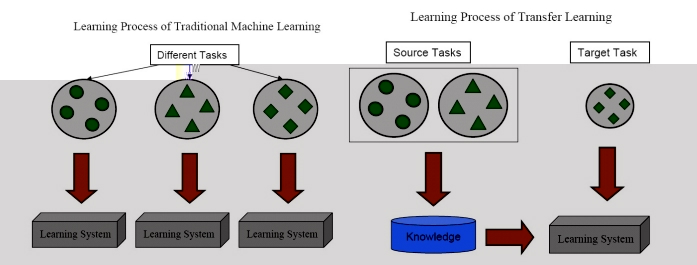 Learning Process of Traditional Machine Learning
Learning Process of Transfer Learning
Different Tasks
Source Tasks
Target Task
Learning System
Learning System
Learning System
Knowledge
Learning System